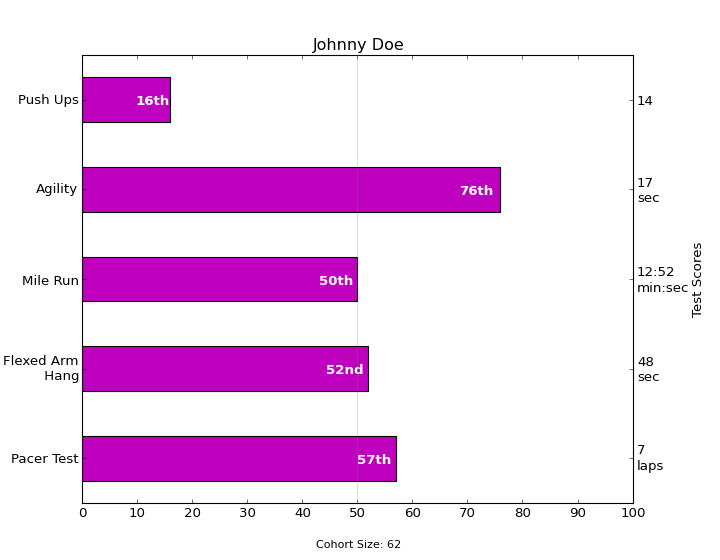 Johnny Doe
Push Ups
16th
14
Agility
76th
17
sec
Mile Run
50th
12:52
min:sec
Test Scores
Flexed Arm
Hang
52nd
48
sec
Pacer Test
57th
7
laps
0 10 20 30 40 50 60 70 80 90 100
Cohort Size: 62